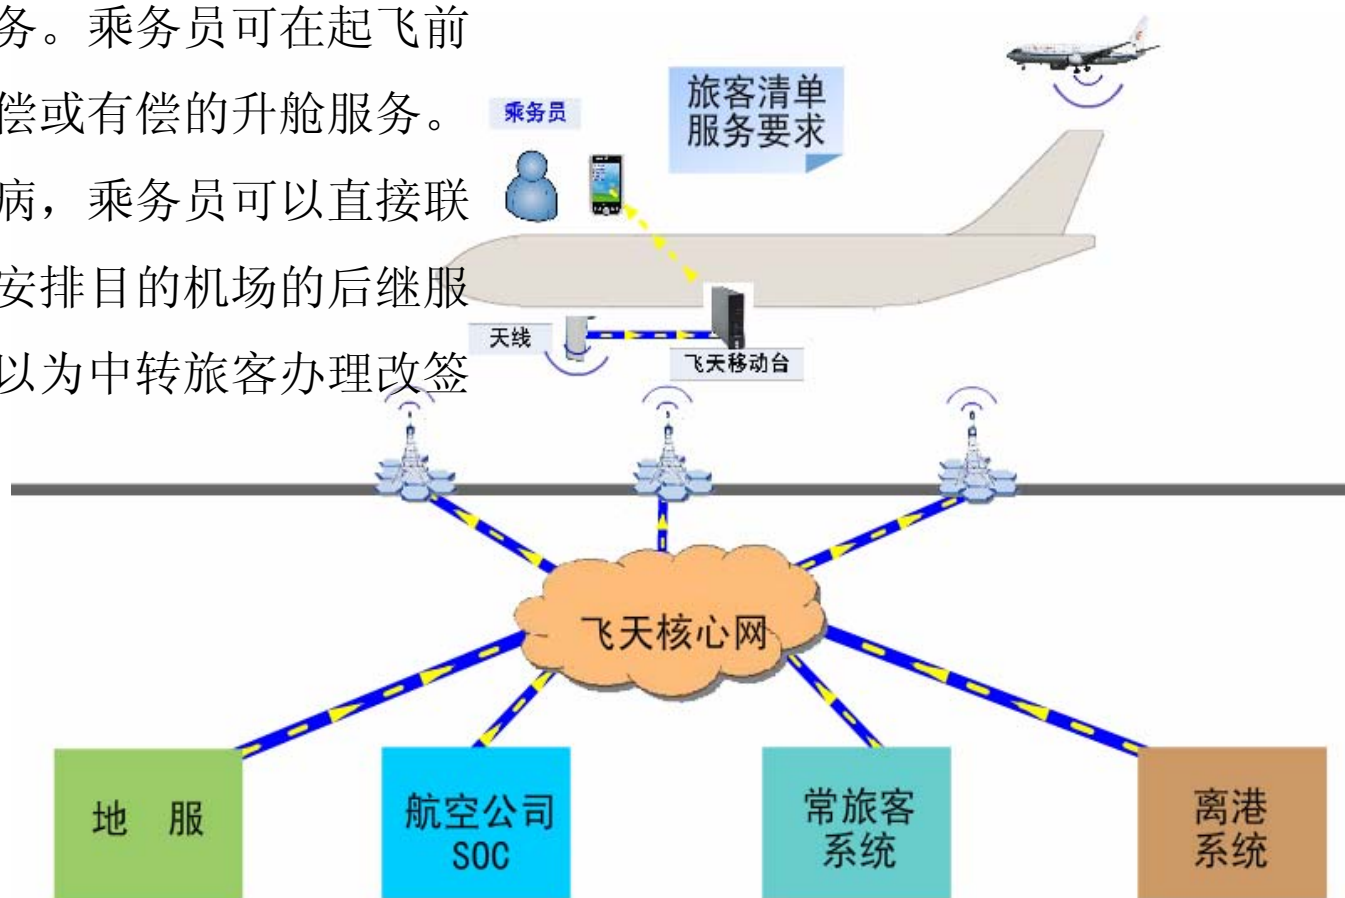 务。乘务员可在起飞前
偿或有偿的升舱服务。
病，乘务员可以直接联
安排目的机场的后继服
以为中转旅客办理改签
乘务员
旅客清单
服务要求
天线
飞天移动台
飞天核心网
地 服
航空公司
SOC
常旅客
系统
离港
系统